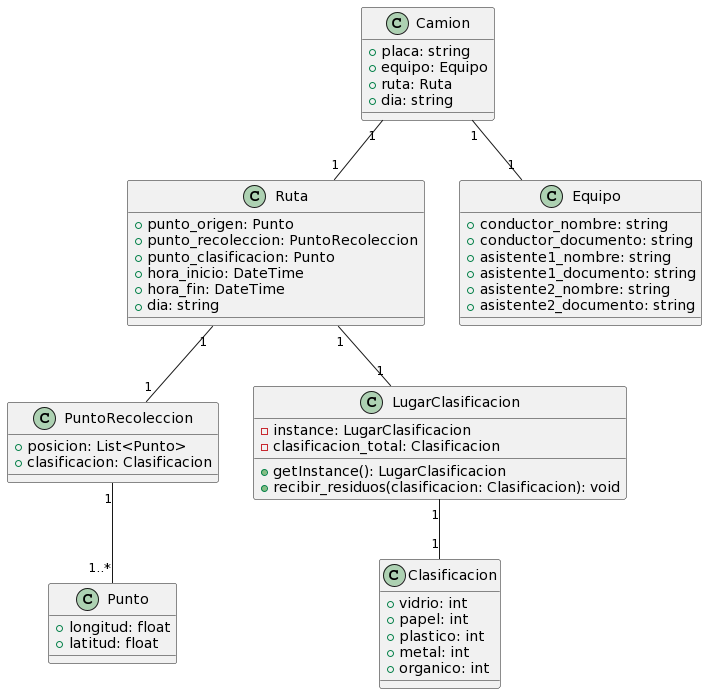 C Camion
placa: string
equipo: Equipo
ruta: Ruta
dia: string
1
1
1
1
C Ruta
punto_origen: Punto
punto_recoleccion: PuntoRecoleccion
punto_clasificacion: Punto
hora_inicio: DateTime
hora_fin: DateTime
dia: string
C Equipo
conductor_nombre: string
conductor_documento: string
asistente1_nombre: string
asistente1_documento: string
asistente2_nombre: string
asistente2_documento: string
1
1
1
1
C PuntoRecoleccion
posicion: List<Punto>
clasificacion: Clasificacion
C LugarClasificacion
instance: LugarClasificacion
clasificacion_total: Clasificacion
getInstance(): LugarClasificacion
recibir_residuos(clasificacion: Clasificacion): void
1
1..*
1
1
C Punto
longitud: float
latitud: float
C Clasificacion
vidrio: int
papel: int
plastico: int
metal: int
organico: int